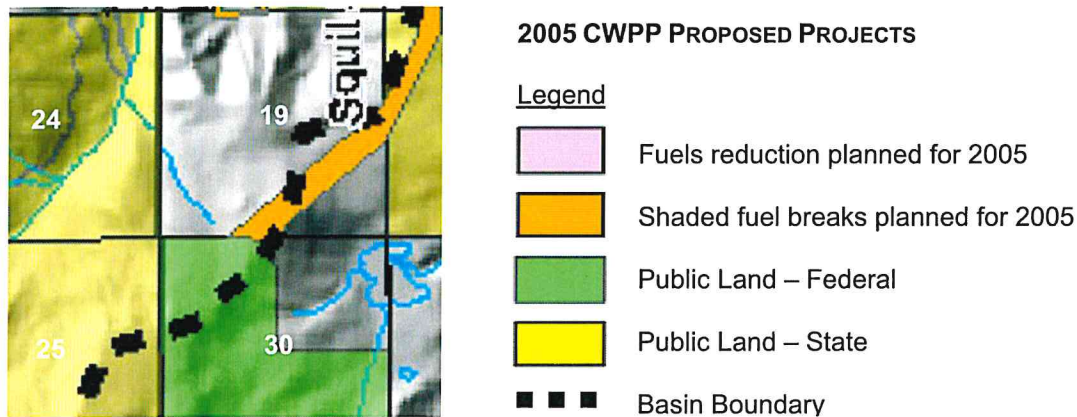 24
19
Squil
25
30
2005 CWPP PROPOSED PROJECTS
Legend
Fuels reduction planned for 2005
Shaded fuel breaks planned for 2005
Public Land – Federal
Public Land – State
Basin Boundary